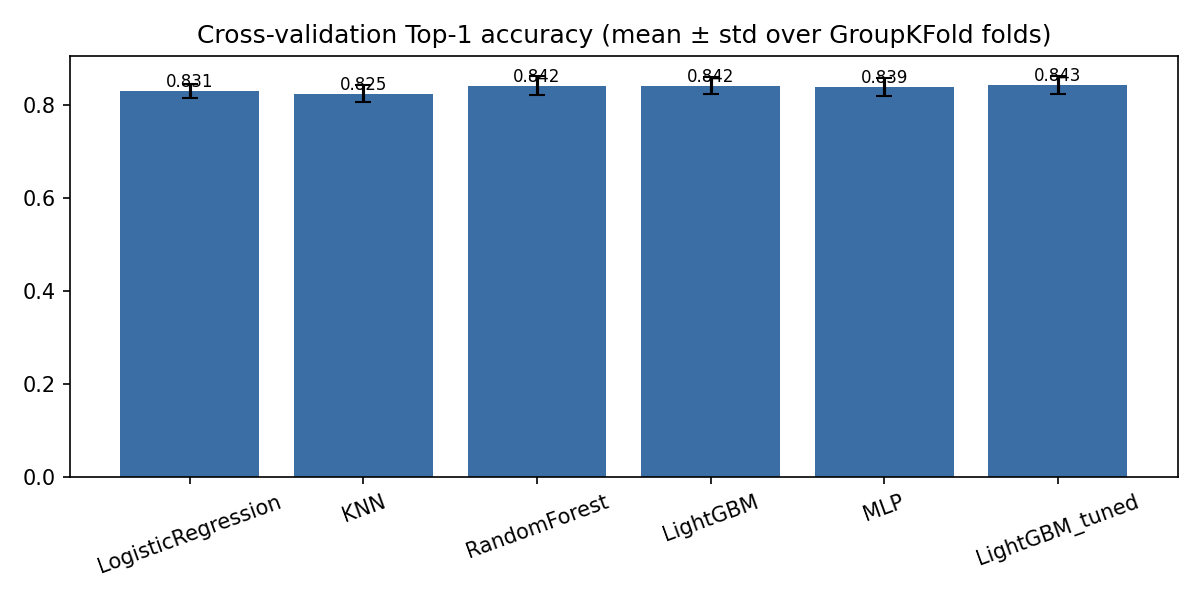 Cross-validation Top-1 accuracy (mean ± std over GroupKFold folds)
0.831
0.825
0.842
0.842
0.839
0.843
0.8
0.6
0.4
0.2
0.0
LogisticRegression
KNN
RandomForest
LightGBM
MLP
LightGBM_tuned